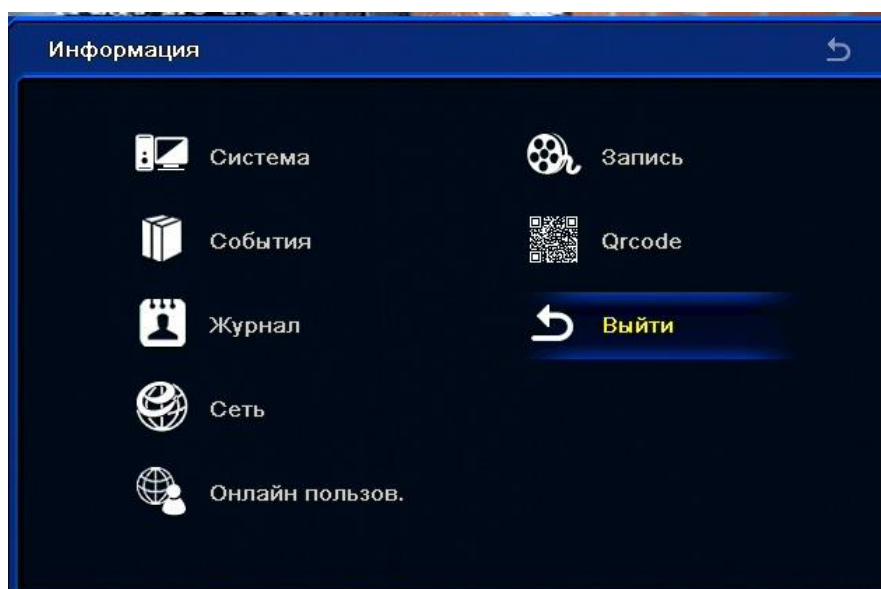 Информация
Система
Запись
События
Qrcode
Журнал
Выйти
Сеть
Онлайн пользов.